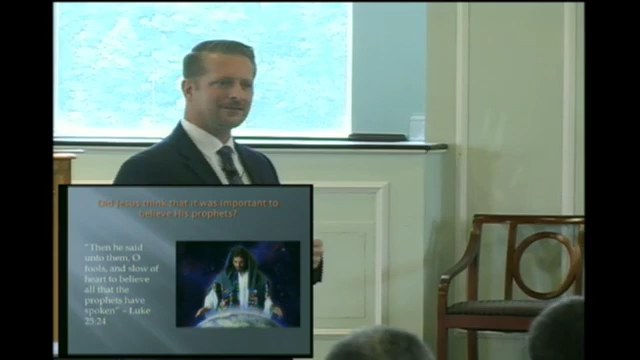 Did Jesus think that it was important to
believe His prophets?
"Then he said
unto them, O
fools, and slow of
heart to believe
all that the
prophets have
spoken" – Luke
25:24